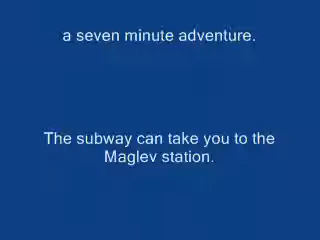 a seven minute adventure.
The subway can take you to the
Maglev station.